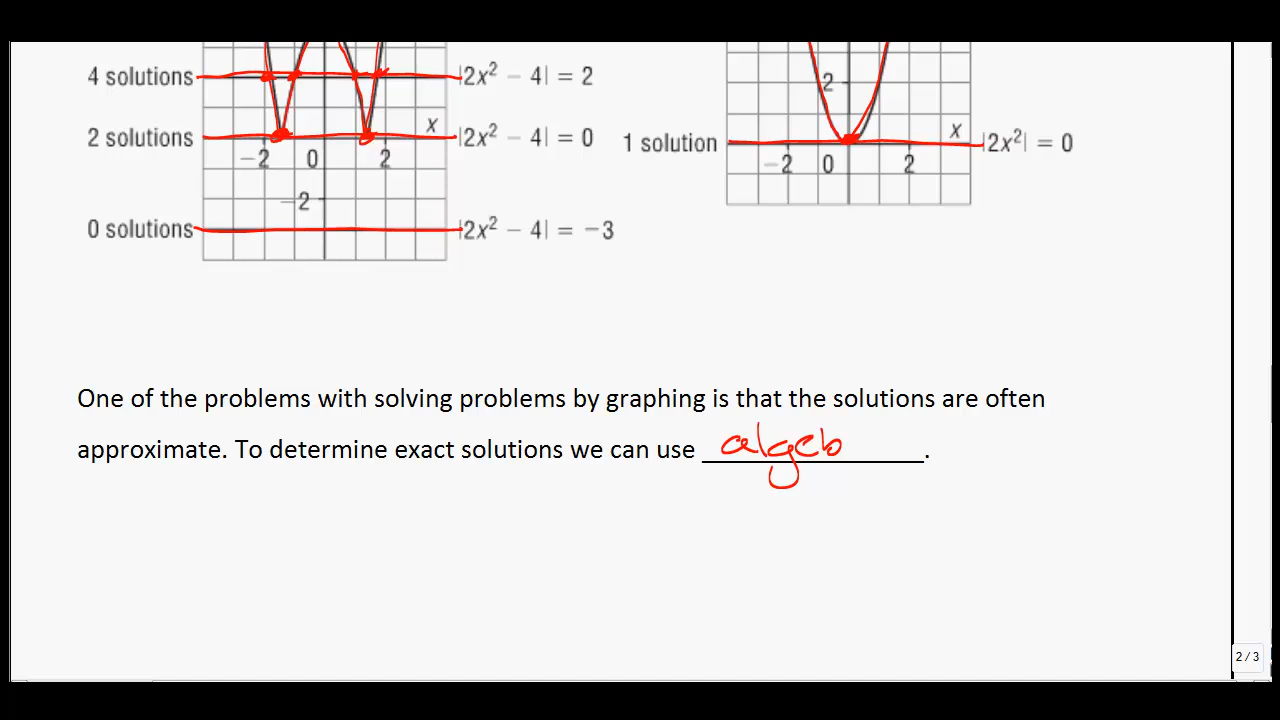 4 solutions |2x² − 4| = 2
2
2 solutions x |2x² − 4| = 0
x
1 solution |2x²| = 0
−2 0 2
−2 0 2
−2
0 solutions |2x² − 4| = −3
One of the problems with solving problems by graphing is that the solutions are often
approximate. To determine exact solutions we can use algeb.
2 / 3